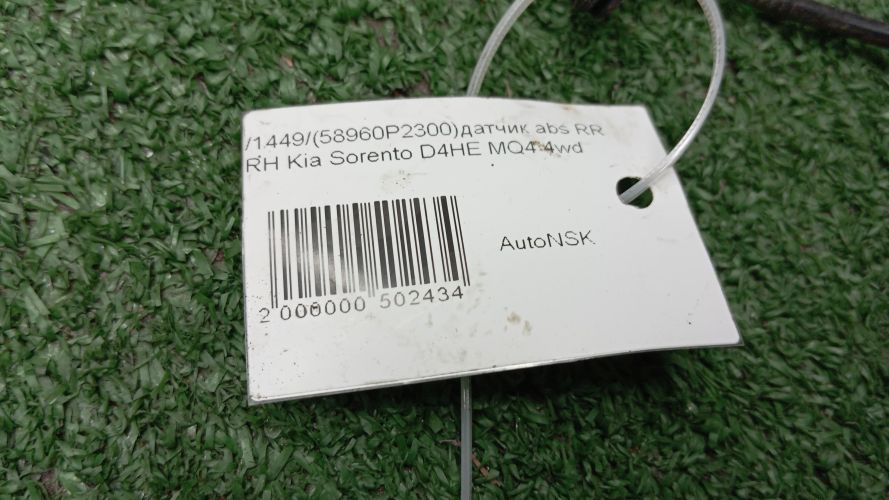 /1449/(58960P2300)датчик abs RR
RH Kia Sorento D4HE MQ4 4wd
AutoNSK
2 000000 502434